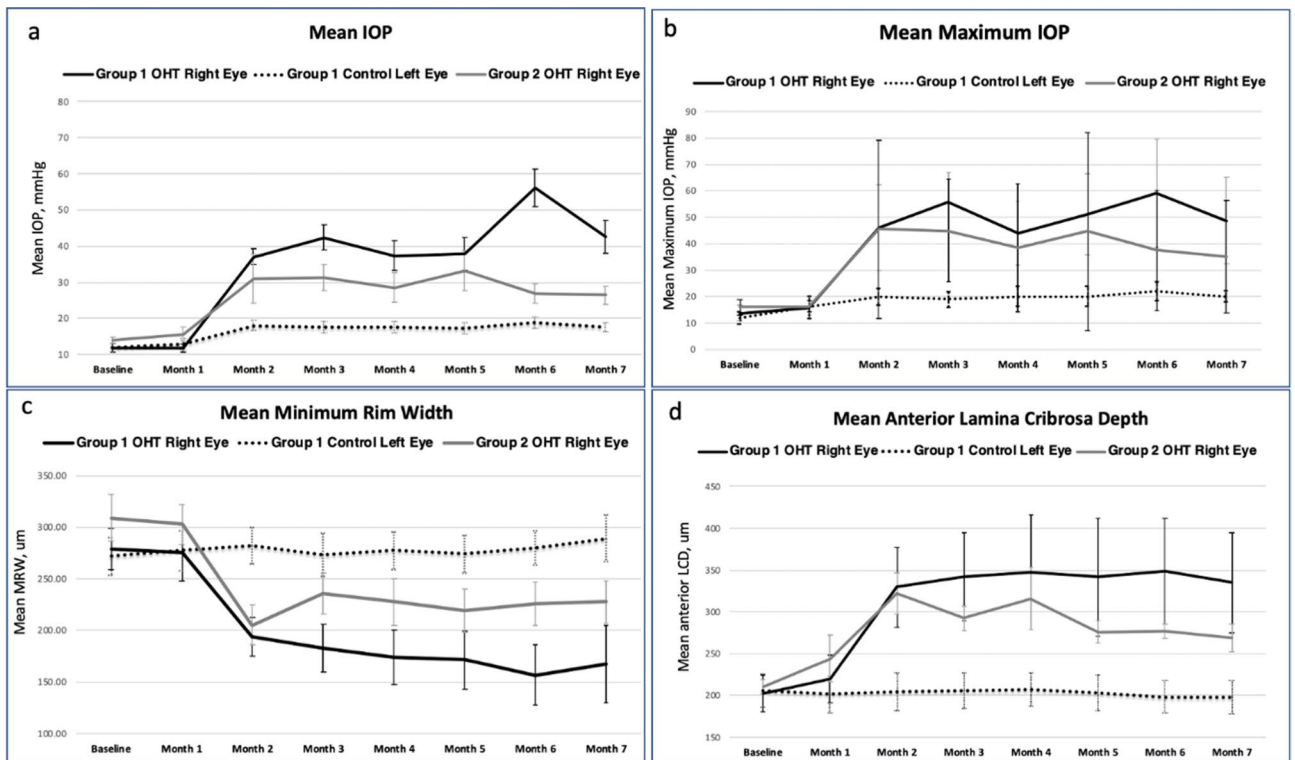 a
Mean IOP
Group 1 OHT Right Eye Group 1 Control Left Eye Group 2 OHT Right Eye
Mean IOP, mmHg
80
70
60
50
40
30
20
10
Baseline Month 1 Month 2 Month 3 Month 4 Month 5 Month 6 Month 7
b
Mean Maximum IOP
Group 1 OHT Right Eye Group 1 Control Left Eye Group 2 OHT Right Eye
Mean Maximum IOP, mmHg
90
80
70
60
50
40
30
20
10
0
Baseline Month 1 Month 2 Month 3 Month 4 Month 5 Month 6 Month 7
c
Mean Minimum Rim Width
Group 1 OHT Right Eye Group 1 Control Left Eye Group 2 OHT Right Eye
Mean MRW, um
350.00
300.00
250.00
200.00
150.00
100.00
Baseline Month 1 Month 2 Month 3 Month 4 Month 5 Month 6 Month 7
d
Mean Anterior Lamina Cribrosa Depth
Group 1 OHT Right Eye Group 1 Control Left Eye Group 2 OHT Right Eye
Mean anterior LCD, um
450
400
350
300
250
200
150
Baseline Month 1 Month 2 Month 3 Month 4 Month 5 Month 6 Month 7